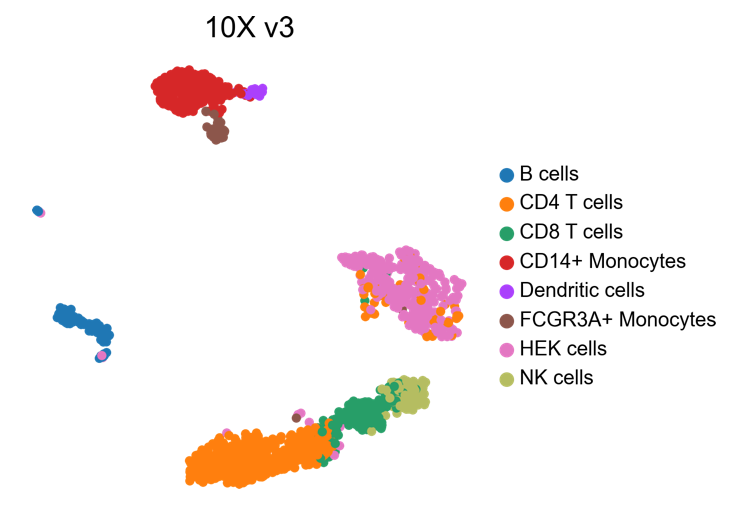 10X v3
B cells
CD4 T cells
CD8 T cells
CD14+ Monocytes
Dendritic cells
FCGR3A+ Monocytes
HEK cells
NK cells